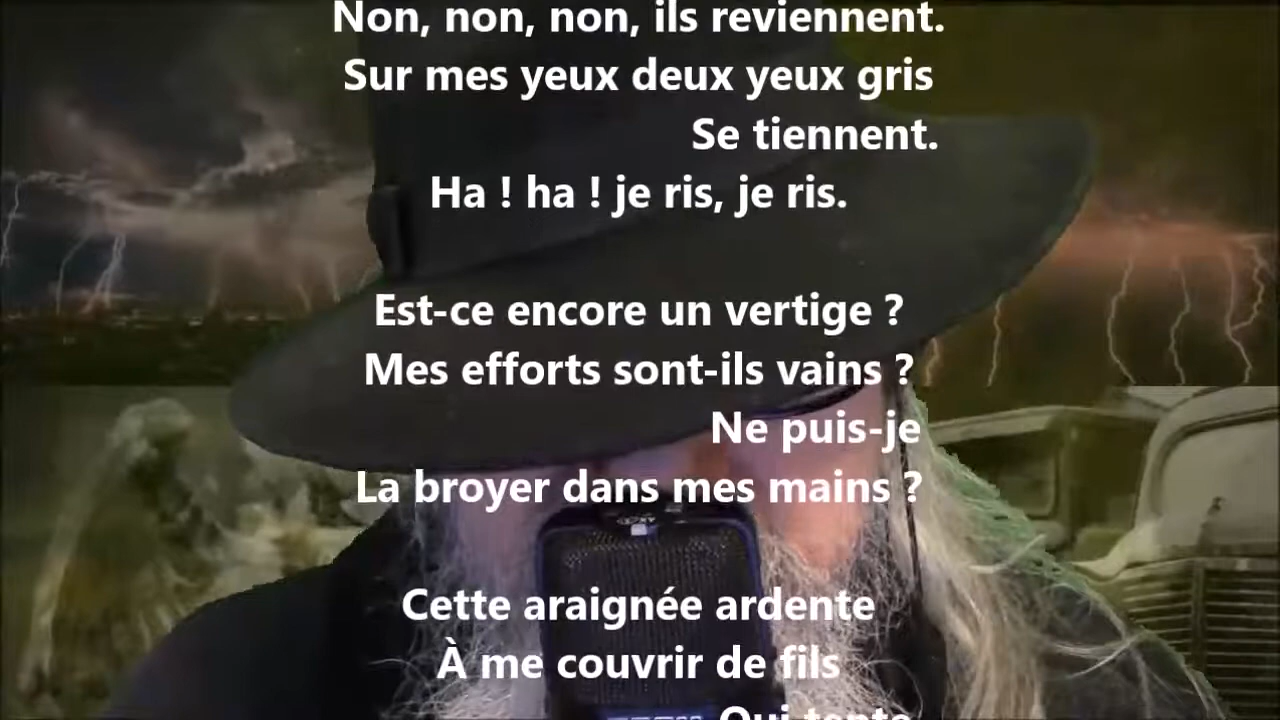 Non, non, non, ils reviennent.
Sur mes yeux deux yeux gris
Se tiennent.
Ha ! ha ! je ris, je ris.
Est-ce encore un vertige ?
Mes efforts sont-ils vains ?
Ne puis-je
La broyer dans mes mains ?
Cette araignée ardente
À me couvrir de fils
Qui tente